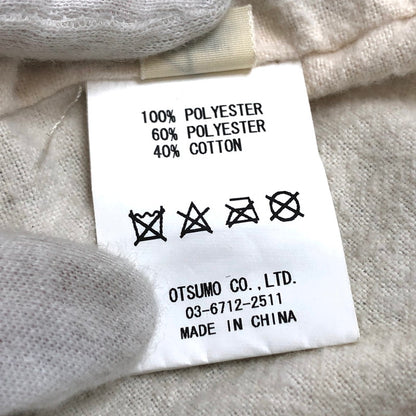 100% POLYESTER
60% POLYESTER
40% COTTON
OTSUMO CO.,LTD.
03-6712-2511
MADE IN CHINA